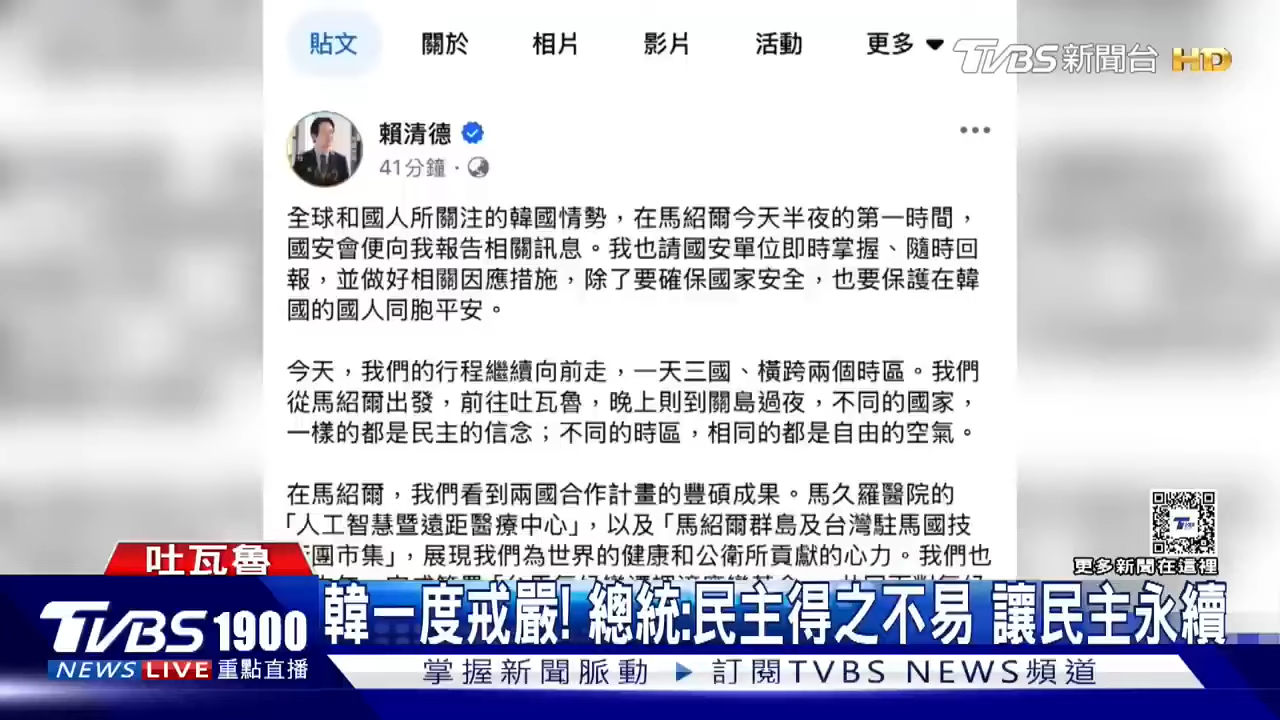 貼文 關於 相片 影片 活動 更多
TVBS新聞台 HD
賴清德
41分鐘·
全球和國人所關注的韓國情勢，在馬紹爾今天半夜的第一時間，
國安會便向我報告相關訊息。我也請國安單位即時掌握、隨時回
報，並做好相關因應措施，除了要確保國家安全，也要保護在韓
國的國人同胞平安。
今天，我們的行程繼續向前走，一天三國、橫跨兩個時區。我們
從馬紹爾出發，前往吐瓦魯，晚上則到關島過夜，不同的國家，
一樣的都是民主的信念；不同的時區，相同的都是自由的空氣。
在馬紹爾，我們看到兩國合作計畫的豐碩成果。馬久羅醫院的
「人工智慧暨遠距醫療中心」，以及「馬紹爾群島及台灣駐馬國技
團市集」，展現我們為世界的健康和公衛所貢獻的心力。我們也
TVBS
更多新聞在這裡
吐瓦魯
韓一度戒嚴! 總統:民主得之不易 讓民主永續
TVBS 1900
NEWS LIVE 重點直播
掌握新聞脈動 訂閱TVBS NEWS頻道